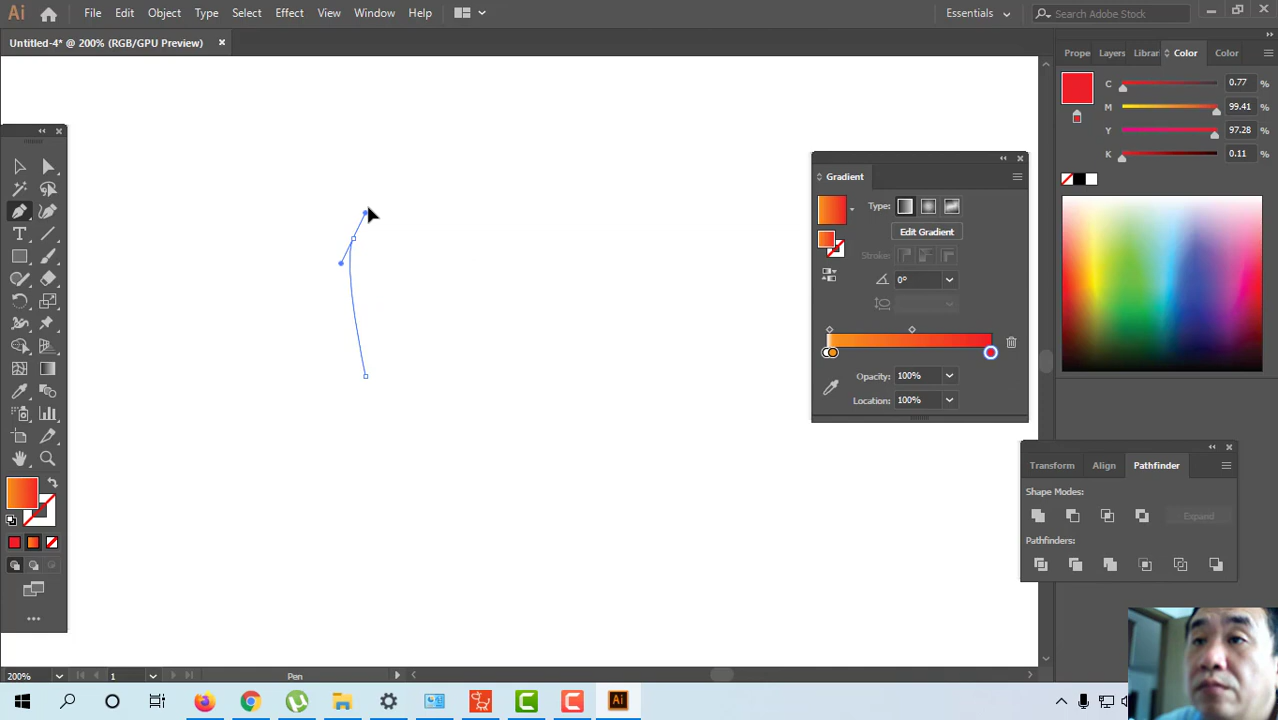 Ai File Edit Object Type Select Effect View Window Help Essentials Search Adobe Stock
Untitled-4* @ 200% (RGB/GPU Preview)
Prope Layers Librar Color Color
C 0.77 %
M 99.41 %
Y 97.28 %
K 0.11 %
Gradient
Type:
Edit Gradient
Stroke:
0°
Opacity: 100%
Location: 100%
Transform Align Pathfinder
Shape Modes:
Expand
Pathfinders:
200% 1 Pen
Ai